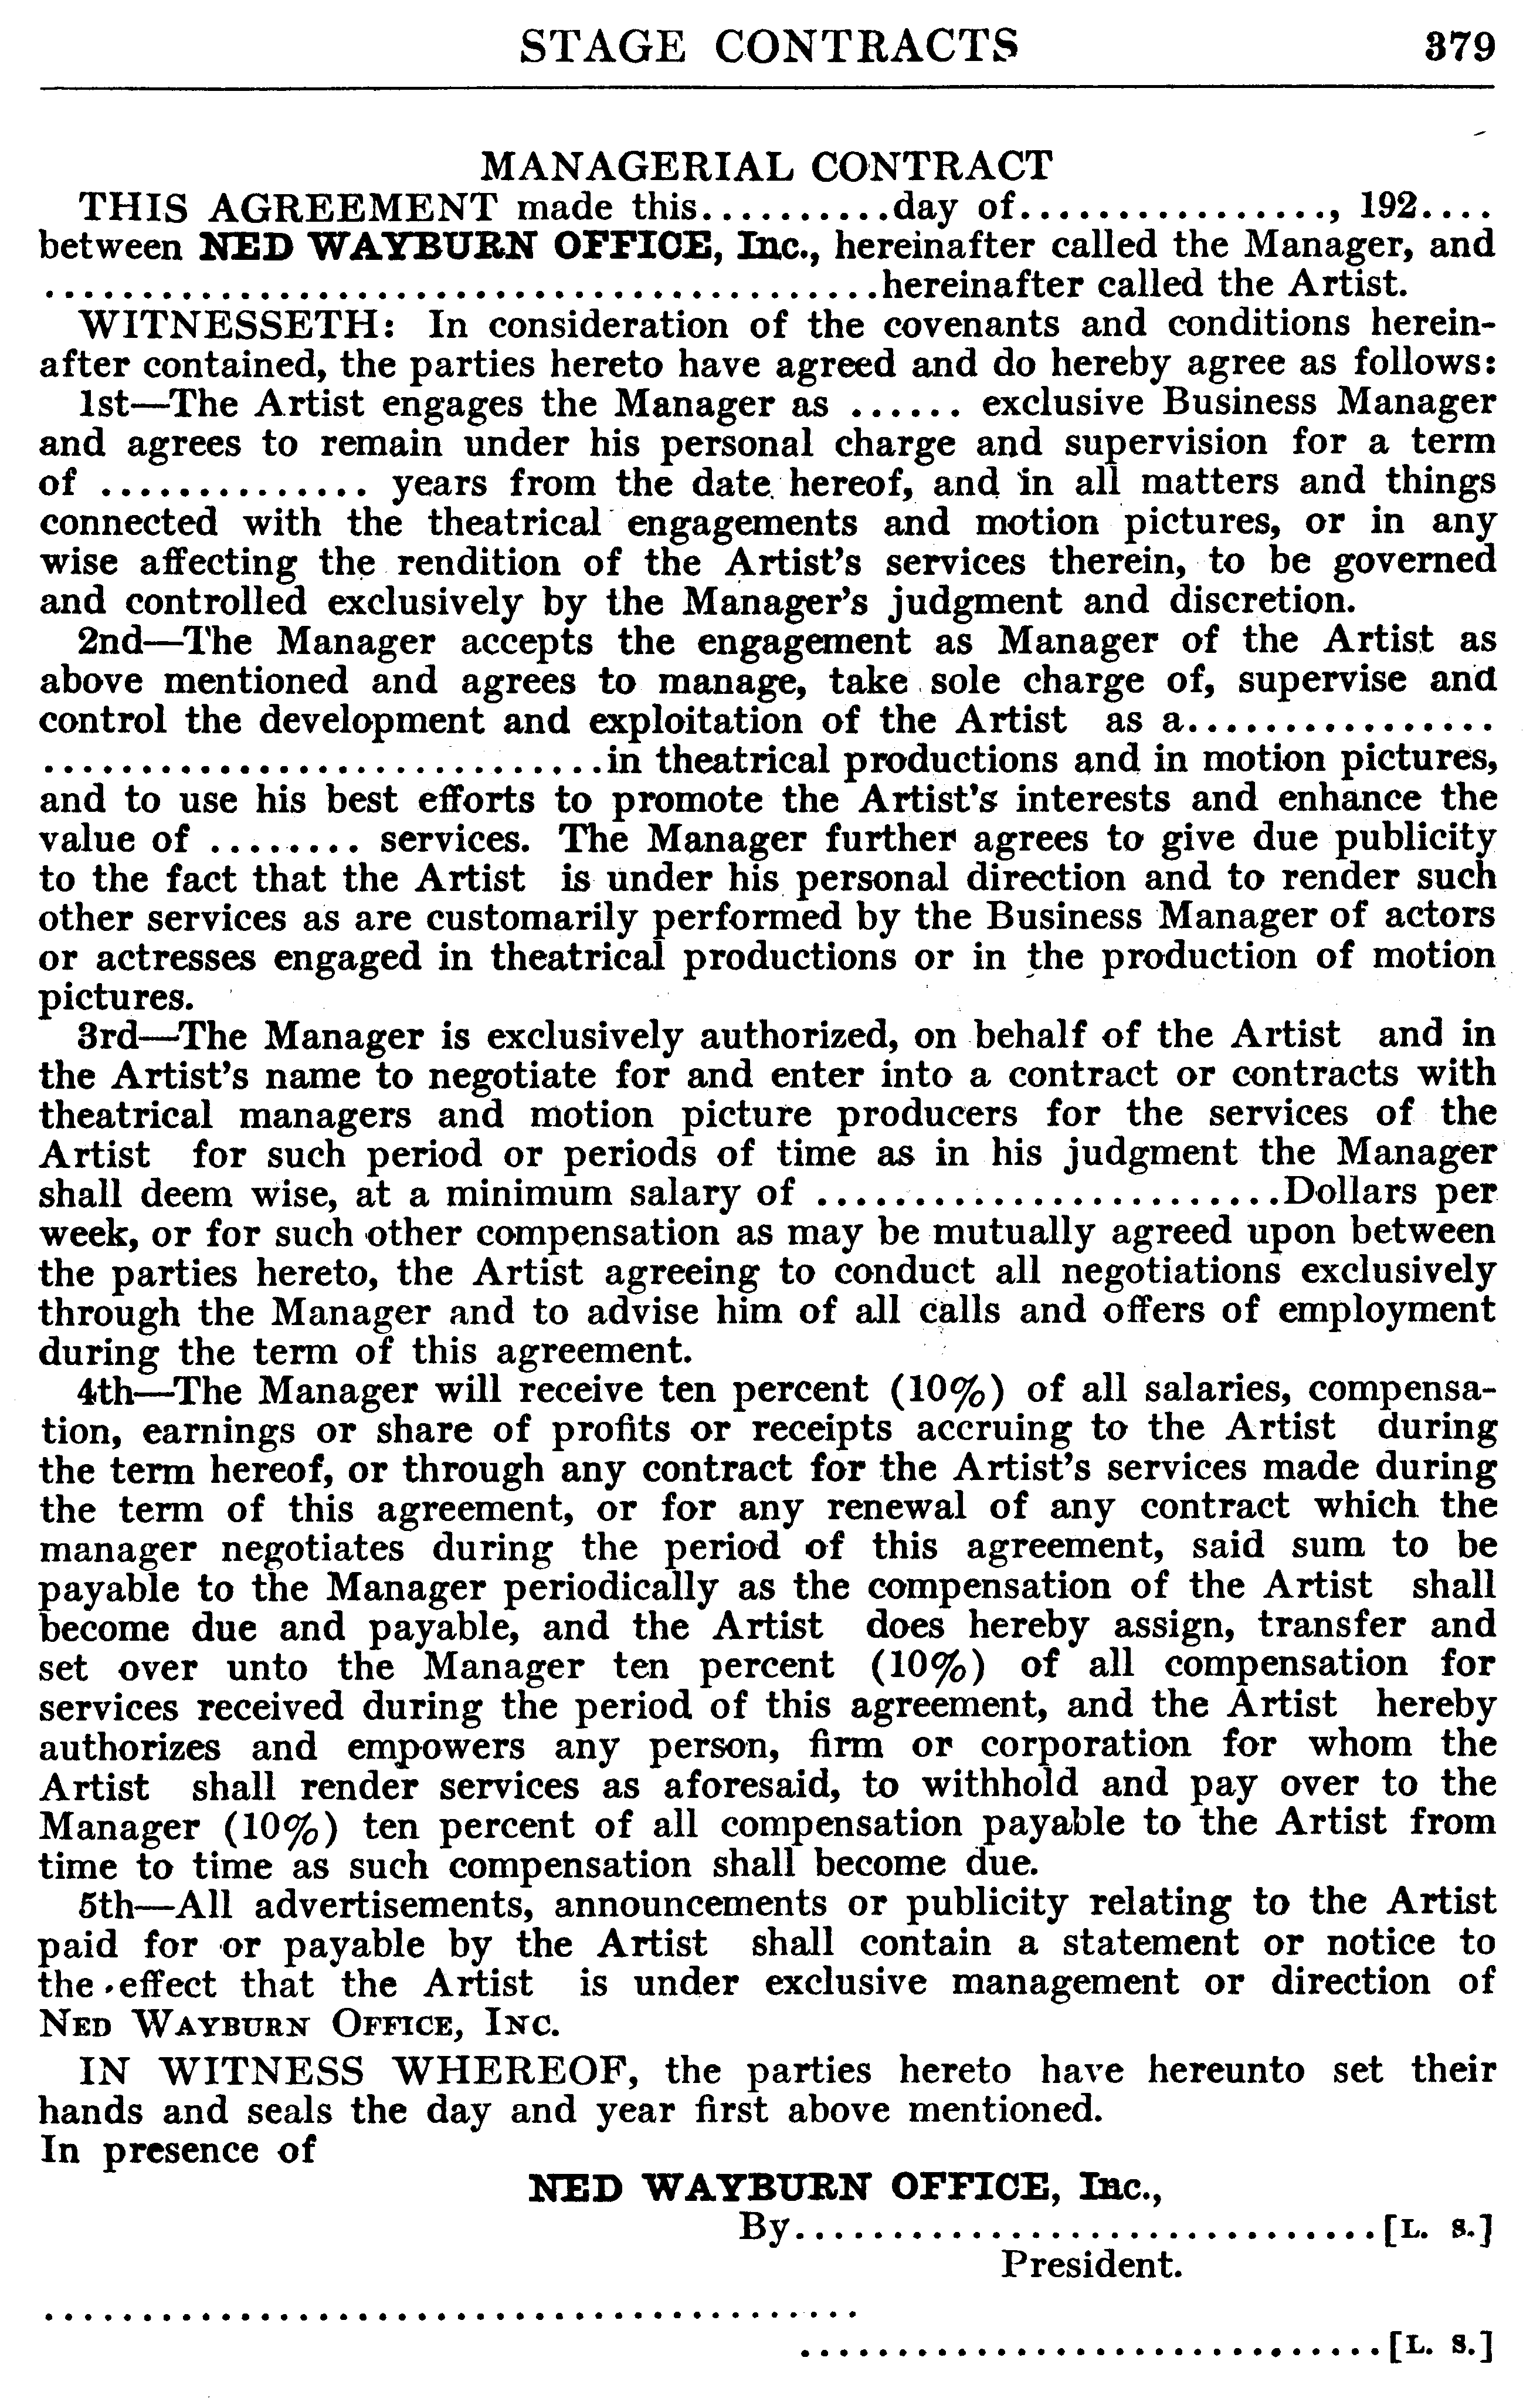 STAGE CONTRACTS 379
MANAGERIAL CONTRACT
THIS AGREEMENT made this..........day of................, 192....
between NED WAYBURN OFFICE, Inc., hereinafter called the Manager, and
...........................................hereinafter called the Artist.
WITNESSETH: In consideration of the covenants and conditions herein-
after contained, the parties hereto have agreed and do hereby agree as follows:
1st—The Artist engages the Manager as ...... exclusive Business Manager
and agrees to remain under his personal charge and supervision for a term
of .............. years from the date hereof, and in all matters and things
connected with the theatrical engagements and motion pictures, or in any
wise affecting the rendition of the Artist's services therein, to be governed
and controlled exclusively by the Manager's judgment and discretion.
2nd—The Manager accepts the engagement as Manager of the Artist as
above mentioned and agrees to manage, take sole charge of, supervise and
control the development and exploitation of the Artist as a................
.............................in theatrical productions and in motion pictures,
and to use his best efforts to promote the Artist's interests and enhance the
value of ........ services. The Manager further agrees to give due publicity
to the fact that the Artist is under his personal direction and to render such
other services as are customarily performed by the Business Manager of actors
or actresses engaged in theatrical productions or in the production of motion
pictures.
3rd—The Manager is exclusively authorized, on behalf of the Artist and in
the Artist's name to negotiate for and enter into a contract or contracts with
theatrical managers and motion picture producers for the services of the
Artist for such period or periods of time as in his judgment the Manager
shall deem wise, at a minimum salary of ........................Dollars per
week, or for such other compensation as may be mutually agreed upon between
the parties hereto, the Artist agreeing to conduct all negotiations exclusively
through the Manager and to advise him of all calls and offers of employment
during the term of this agreement.
4th—The Manager will receive ten percent (10%) of all salaries, compensa-
tion, earnings or share of profits or receipts accruing to the Artist during
the term hereof, or through any contract for the Artist's services made during
the term of this agreement, or for any renewal of any contract which the
manager negotiates during the period of this agreement, said sum to be
payable to the Manager periodically as the compensation of the Artist shall
become due and payable, and the Artist does hereby assign, transfer and
set over unto the Manager ten percent (10%) of all compensation for
services received during the period of this agreement, and the Artist hereby
authorizes and empowers any person, firm or corporation for whom the
Artist shall render services as aforesaid, to withhold and pay over to the
Manager (10%) ten percent of all compensation payable to the Artist from
time to time as such compensation shall become due.
5th—All advertisements, announcements or publicity relating to the Artist
paid for or payable by the Artist shall contain a statement or notice to
the effect that the Artist is under exclusive management or direction of
NED WAYBURN OFFICE, INC.
IN WITNESS WHEREOF, the parties hereto have hereunto set their
hands and seals the day and year first above mentioned.
In presence of
NED WAYBURN OFFICE, Inc.,
By..............................[L. S.]
President.
..........................................
..............................[L. S.]